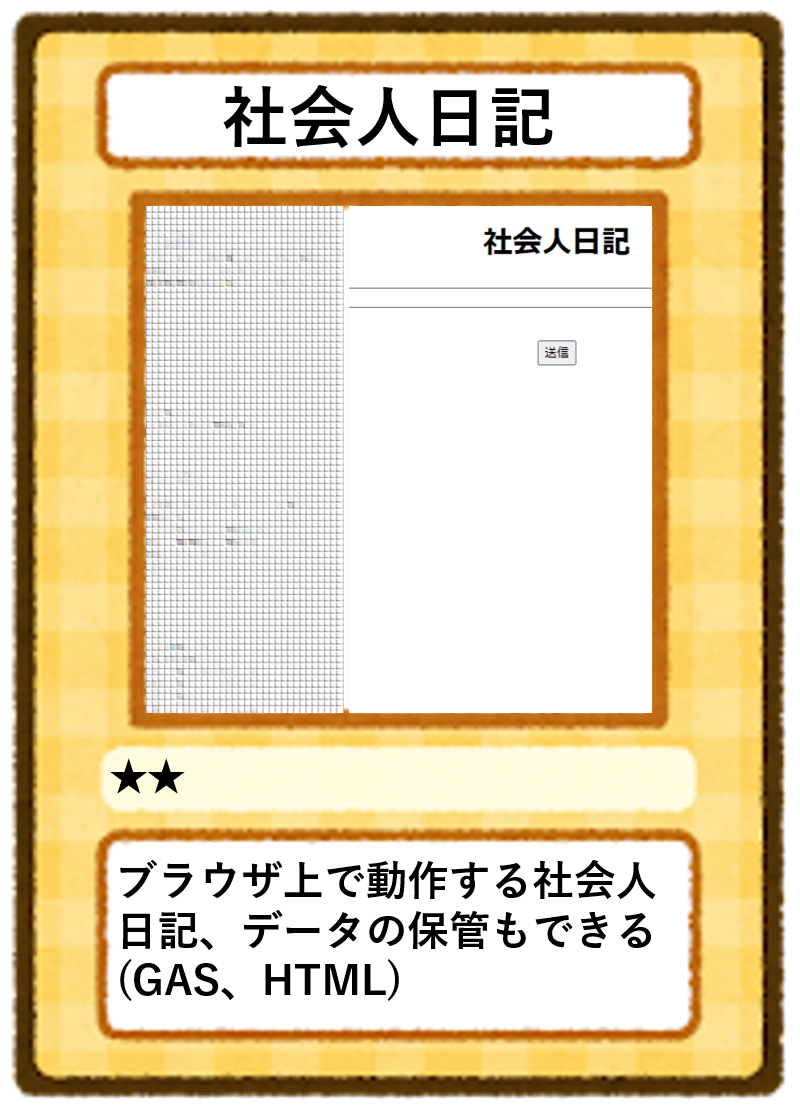 社会人日記
社会人日記
送信
★★
ブラウザ上で動作する社会人
日記、データの保管もできる
(GAS、HTML)